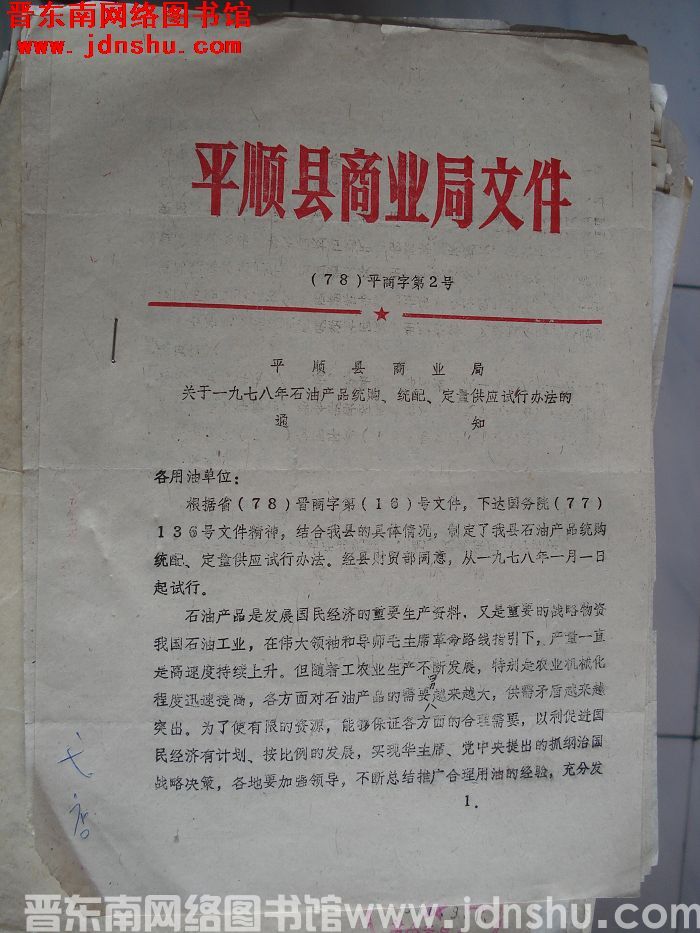 晋东南网络图书馆
www.jdnshu.com
平顺县商业局文件
(78)平商字第2号
平顺县商业局
关于一九七八年石油产品统购、统配、定量供应试行办法的
通知
各用油单位：
根据省(78)晋商字第(16)号文件，下达国务院(77)
136号文件精神，结合我县的具体情况，制定了我县石油产品统购
统配、定量供应试行办法。经县财贸部同意，从一九七八年一月一日
起试行。
石油产品是发展国民经济的重要生产资料，又是重要的战略物资
我国石油工业，在伟大领袖和导师毛主席革命路线指引下，产量一直
是高速度持续上升。但随着工农业生产不断发展，特别是农业机械化
程度迅速提高，各方面对石油产品的需要量越来越大，供需矛盾越来越
突出。为了使有限的资源，能够保证各方面的合理需要，以利促进国
民经济有计划、按比例的发展，实现华主席、党中央提出的抓纲治国
战略决策，各地要加强领导，不断总结推广合理用油的经验，充分发
1.
晋东南网络图书馆www.jdnshu.com